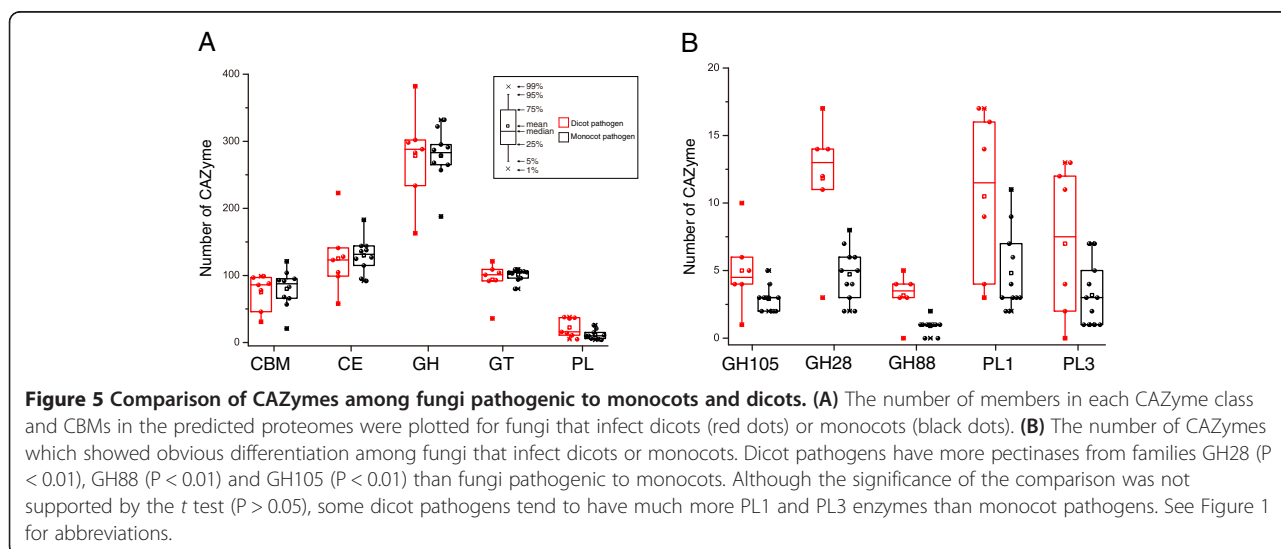 A
B
Number of CAZyme
400
300
200
100
0
99%
95%
75%
mean
median
25%
5%
1%
Dicot pathogen
Monocot pathogen
CBM CE GH GT PL
Number of CAZyme
20
15
10
5
0
GH105 GH28 GH88 PL1 PL3
Figure 5 Comparison of CAZymes among fungi pathogenic to monocots and dicots. (A) The number of members in each CAZyme class
and CBMs in the predicted proteomes were plotted for fungi that infect dicots (red dots) or monocots (black dots). (B) The number of CAZymes
which showed obvious differentiation among fungi that infect dicots or monocots. Dicot pathogens have more pectinases from families GH28 (P
< 0.01), GH88 (P < 0.01) and GH105 (P < 0.01) than fungi pathogenic to monocots. Although the significance of the comparison was not
supported by the t test (P > 0.05), some dicot pathogens tend to have much more PL1 and PL3 enzymes than monocot pathogens. See Figure 1
for abbreviations.